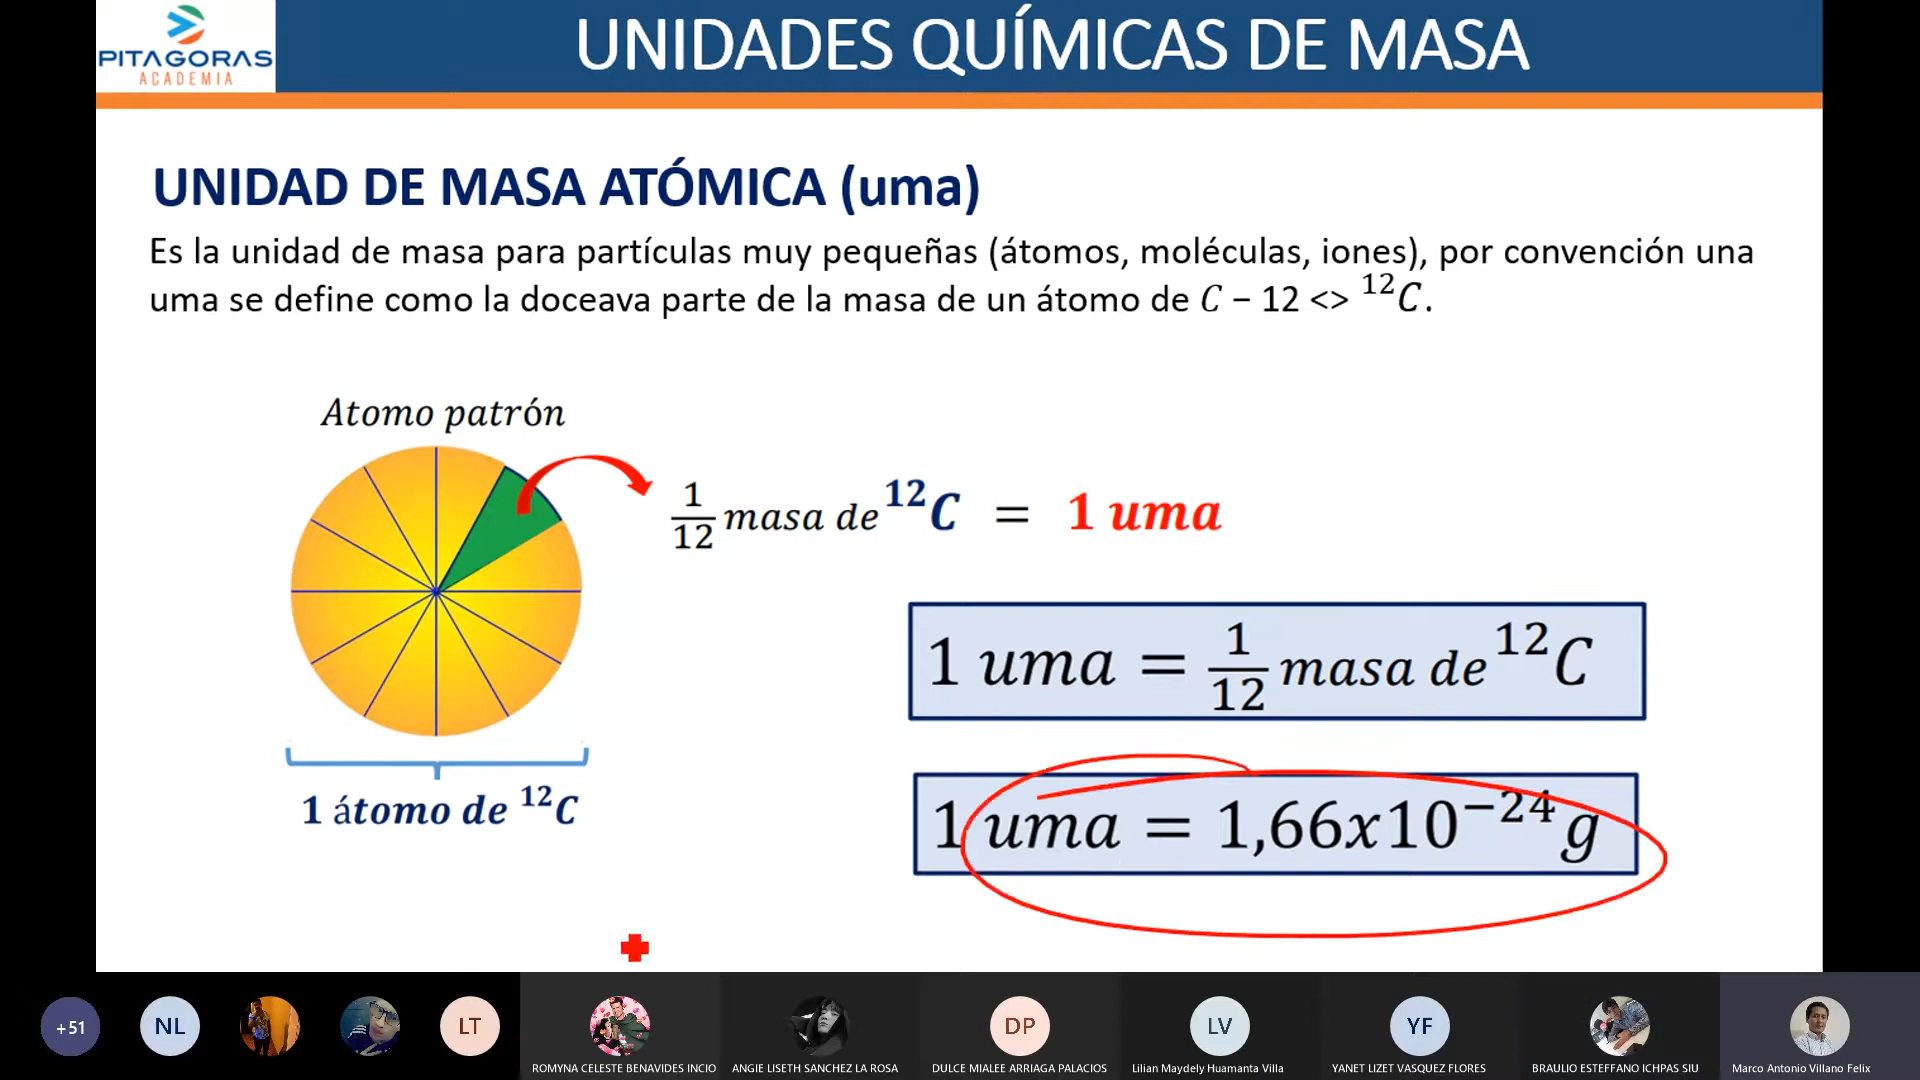 PITAGORAS
ACADEMIA
UNIDADES QUÍMICAS DE MASA
UNIDAD DE MASA ATÓMICA (uma)
Es la unidad de masa para partículas muy pequeñas (átomos, moléculas, iones), por convención una
uma se define como la doceava parte de la masa de un átomo de C − 12 <> ¹²C.
Atomo patrón
1/12 masa de ¹²C = 1 uma
1 uma = 1/12 masa de ¹²C
1 uma = 1,66x10⁻²⁴ g
1 átomo de ¹²C
+51
NL
LT
DP
LV
YF
ROMYNA CELESTE BENAVIDES INCIO
ANGIE LISETH SANCHEZ LA ROSA
DULCE MIALEE ARRIAGA PALACIOS
Lilian Maydely Huamanta Villa
YANET LIZET VASQUEZ FLORES
BRAULIO ESTEFFANO ICHPAS SIU
Marco Antonio Villano Felix